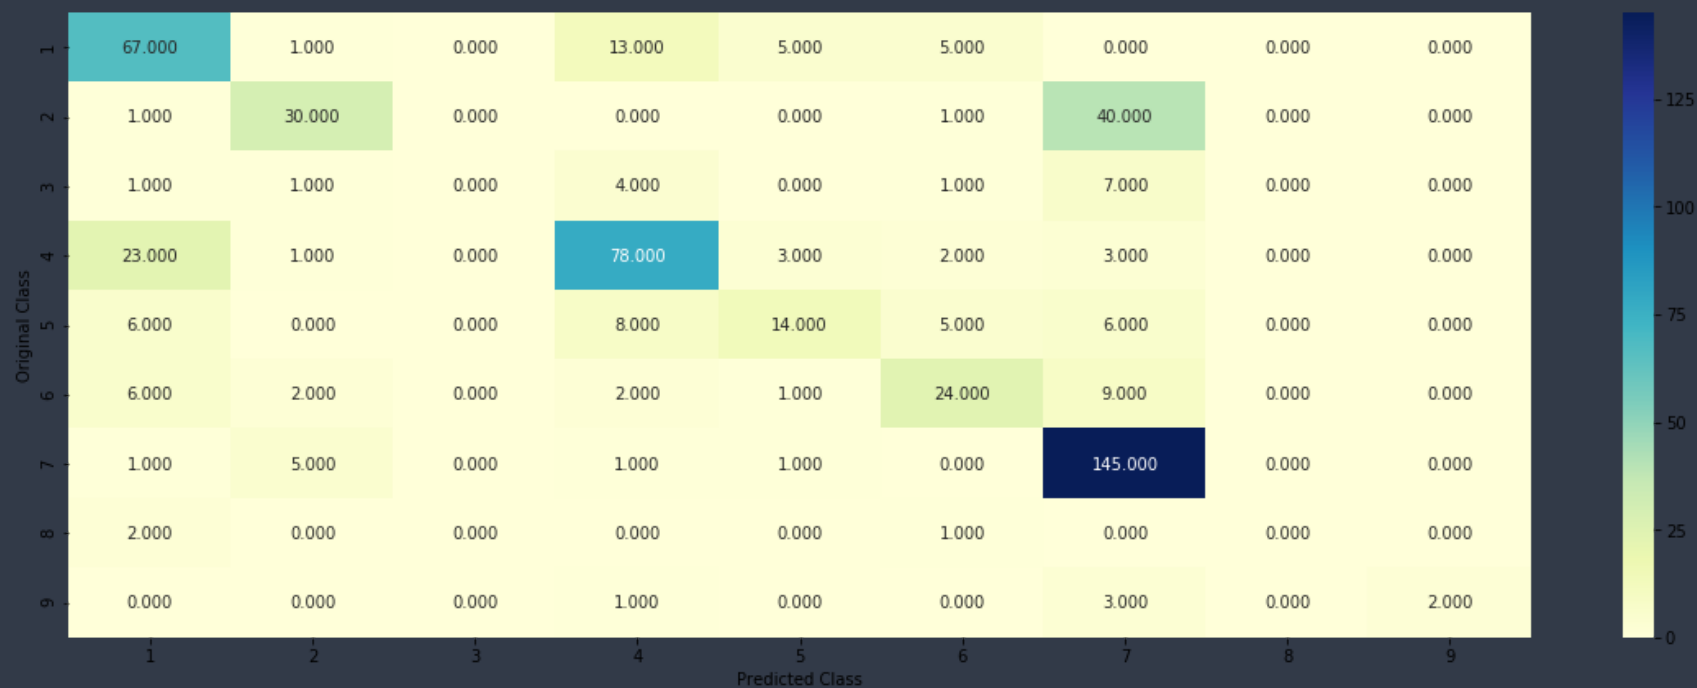 1 67.000 1.000 0.000 13.000 5.000 5.000 0.000 0.000 0.000
2 1.000 30.000 0.000 0.000 0.000 1.000 40.000 0.000 0.000
3 1.000 1.000 0.000 4.000 0.000 1.000 7.000 0.000 0.000
4 23.000 1.000 0.000 78.000 3.000 2.000 3.000 0.000 0.000
5 6.000 0.000 0.000 8.000 14.000 5.000 6.000 0.000 0.000
6 6.000 2.000 0.000 2.000 1.000 24.000 9.000 0.000 0.000
7 1.000 5.000 0.000 1.000 1.000 0.000 145.000 0.000 0.000
8 2.000 0.000 0.000 0.000 0.000 1.000 0.000 0.000 0.000
9 0.000 0.000 0.000 1.000 0.000 0.000 3.000 0.000 2.000
1 2 3 4 5 6 7 8 9
Predicted Class
Original Class
125
100
75
50
25
0